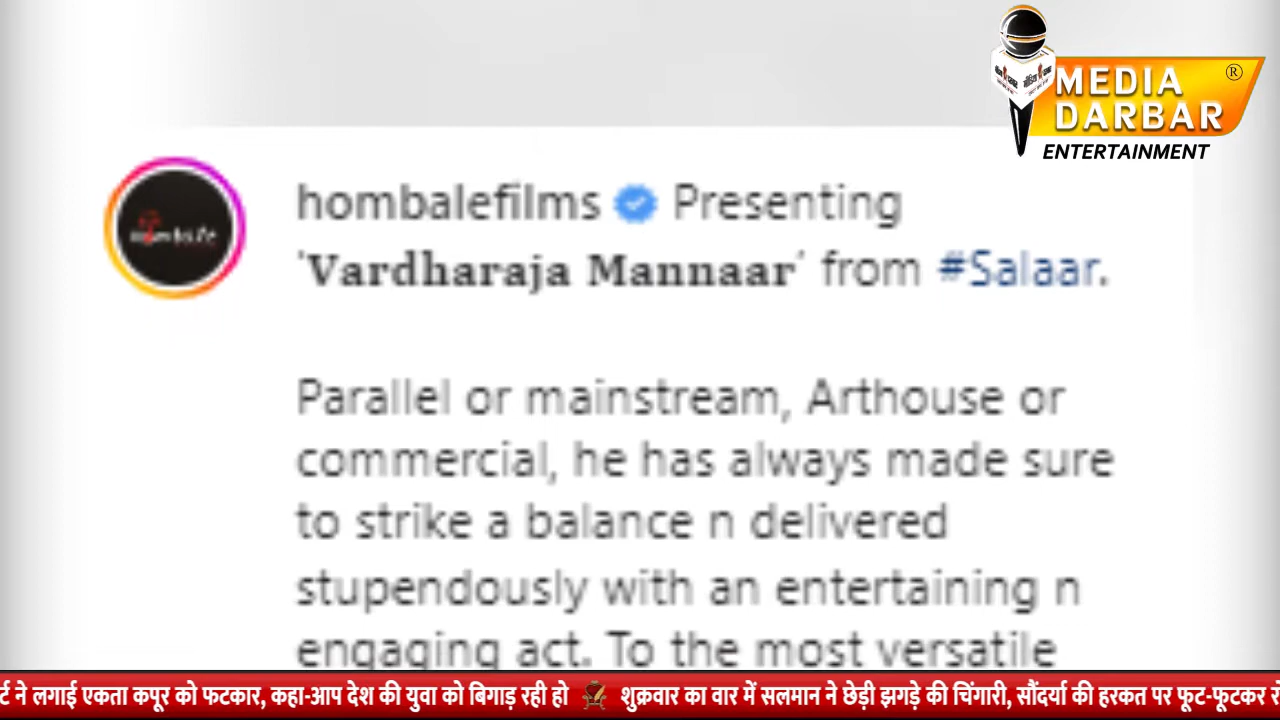 MEDIA ®
DARBAR
ENTERTAINMENT
hombalefilms Presenting
'Vardharaja Mannaar' from #Salaar.
Parallel or mainstream, Arthouse or
commercial, he has always made sure
to strike a balance n delivered
stupendously with an entertaining n
engaging act. To the most versatile
ने लगाई एकता कपूर को फटकार, कहा-आप देश की युवा को बिगाड़ रही हो शुक्रवार का वार में सलमान ने छेड़ी झगड़े की चिंगारी, सौंदर्या की हरकत पर फूट-फूटकर